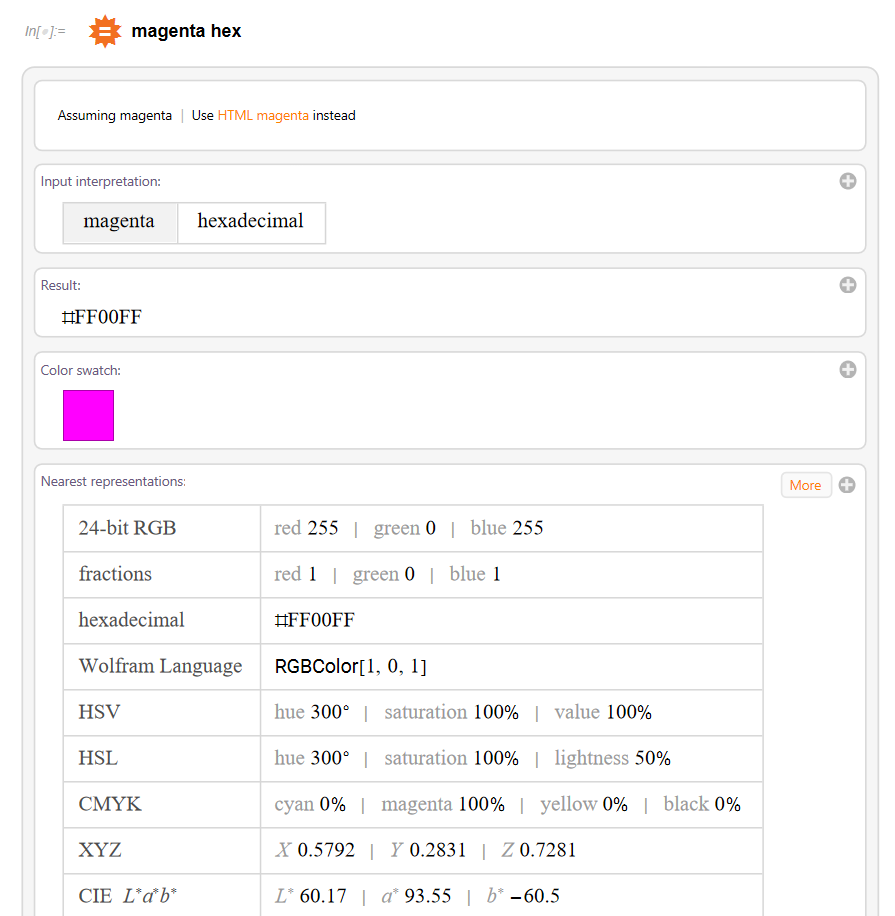 In[∘]:=
magenta hex
Assuming magenta | Use HTML magenta instead
Input interpretation:
magenta hexadecimal
Result:
#FF00FF
Color swatch:
Nearest representations:
More
24-bit RGB red 255 | green 0 | blue 255
fractions red 1 | green 0 | blue 1
hexadecimal #FF00FF
Wolfram Language RGBColor[1, 0, 1]
HSV hue 300° | saturation 100% | value 100%
HSL hue 300° | saturation 100% | lightness 50%
CMYK cyan 0% | magenta 100% | yellow 0% | black 0%
XYZ X 0.5792 | Y 0.2831 | Z 0.7281
CIE L*a*b* L* 60.17 | a* 93.55 | b* −60.5